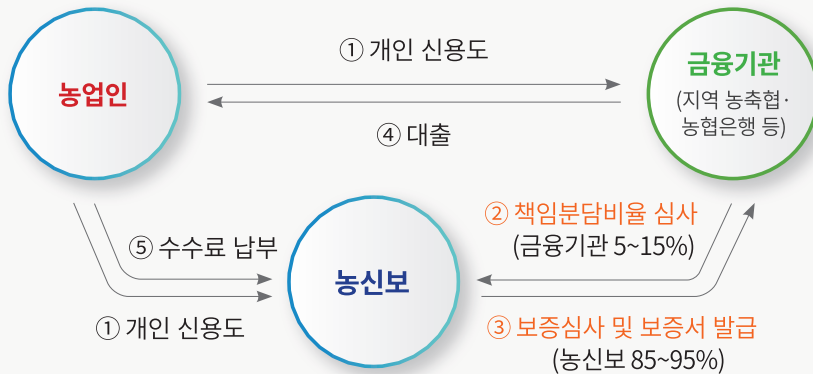 ① 개인 신용도
농업인
금융기관
(지역 농축협·
농협은행 등)
④ 대출
② 책임분담비율 심사
(금융기관 5~15%)
⑤ 수수료 납부
농신보
① 개인 신용도
③ 보증심사 및 보증서 발급
(농신보 85~95%)